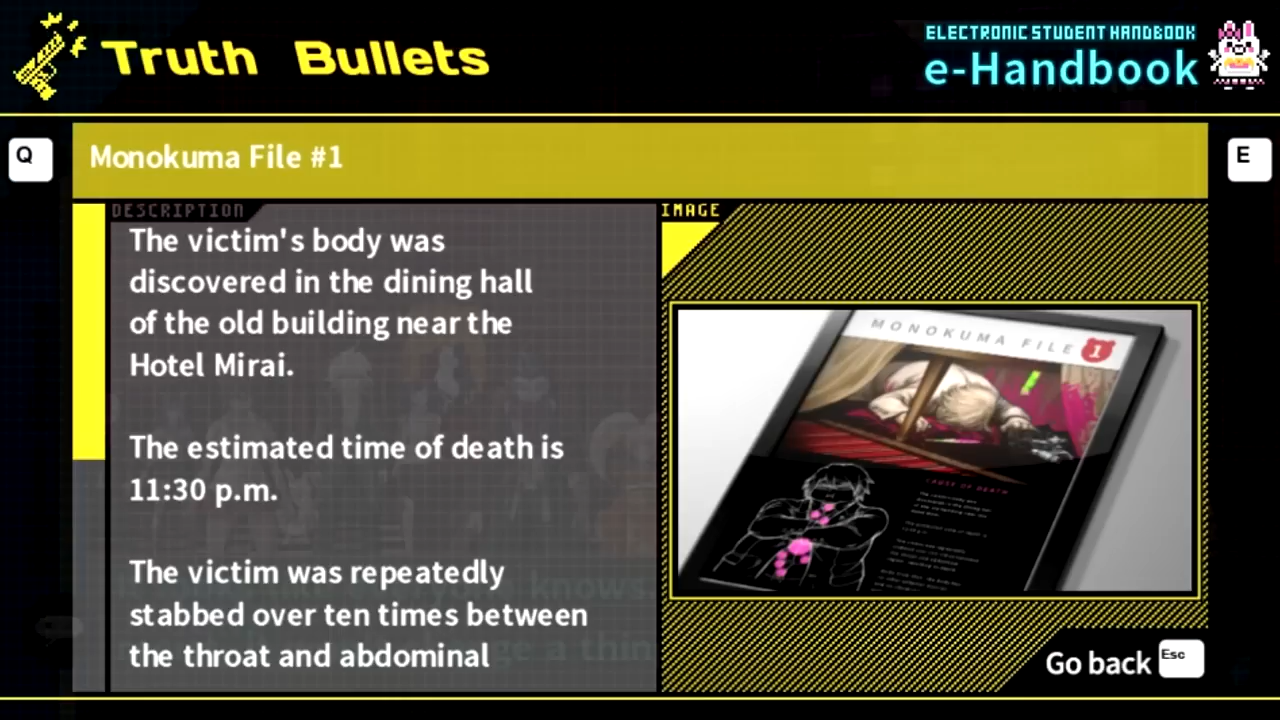 Truth Bullets
ELECTRONIC STUDENT HANDBOOK
e-Handbook
Q
Monokuma File #1
E
DESCRIPTION
The victim's body was
discovered in the dining hall
of the old building near the
Hotel Mirai.
The estimated time of death is
11:30 p.m.
The victim was repeatedly
stabbed over ten times between
the throat and abdominal
IMAGE
MONOKUMA FILE
1
CAUSE OF DEATH
Go back
Esc